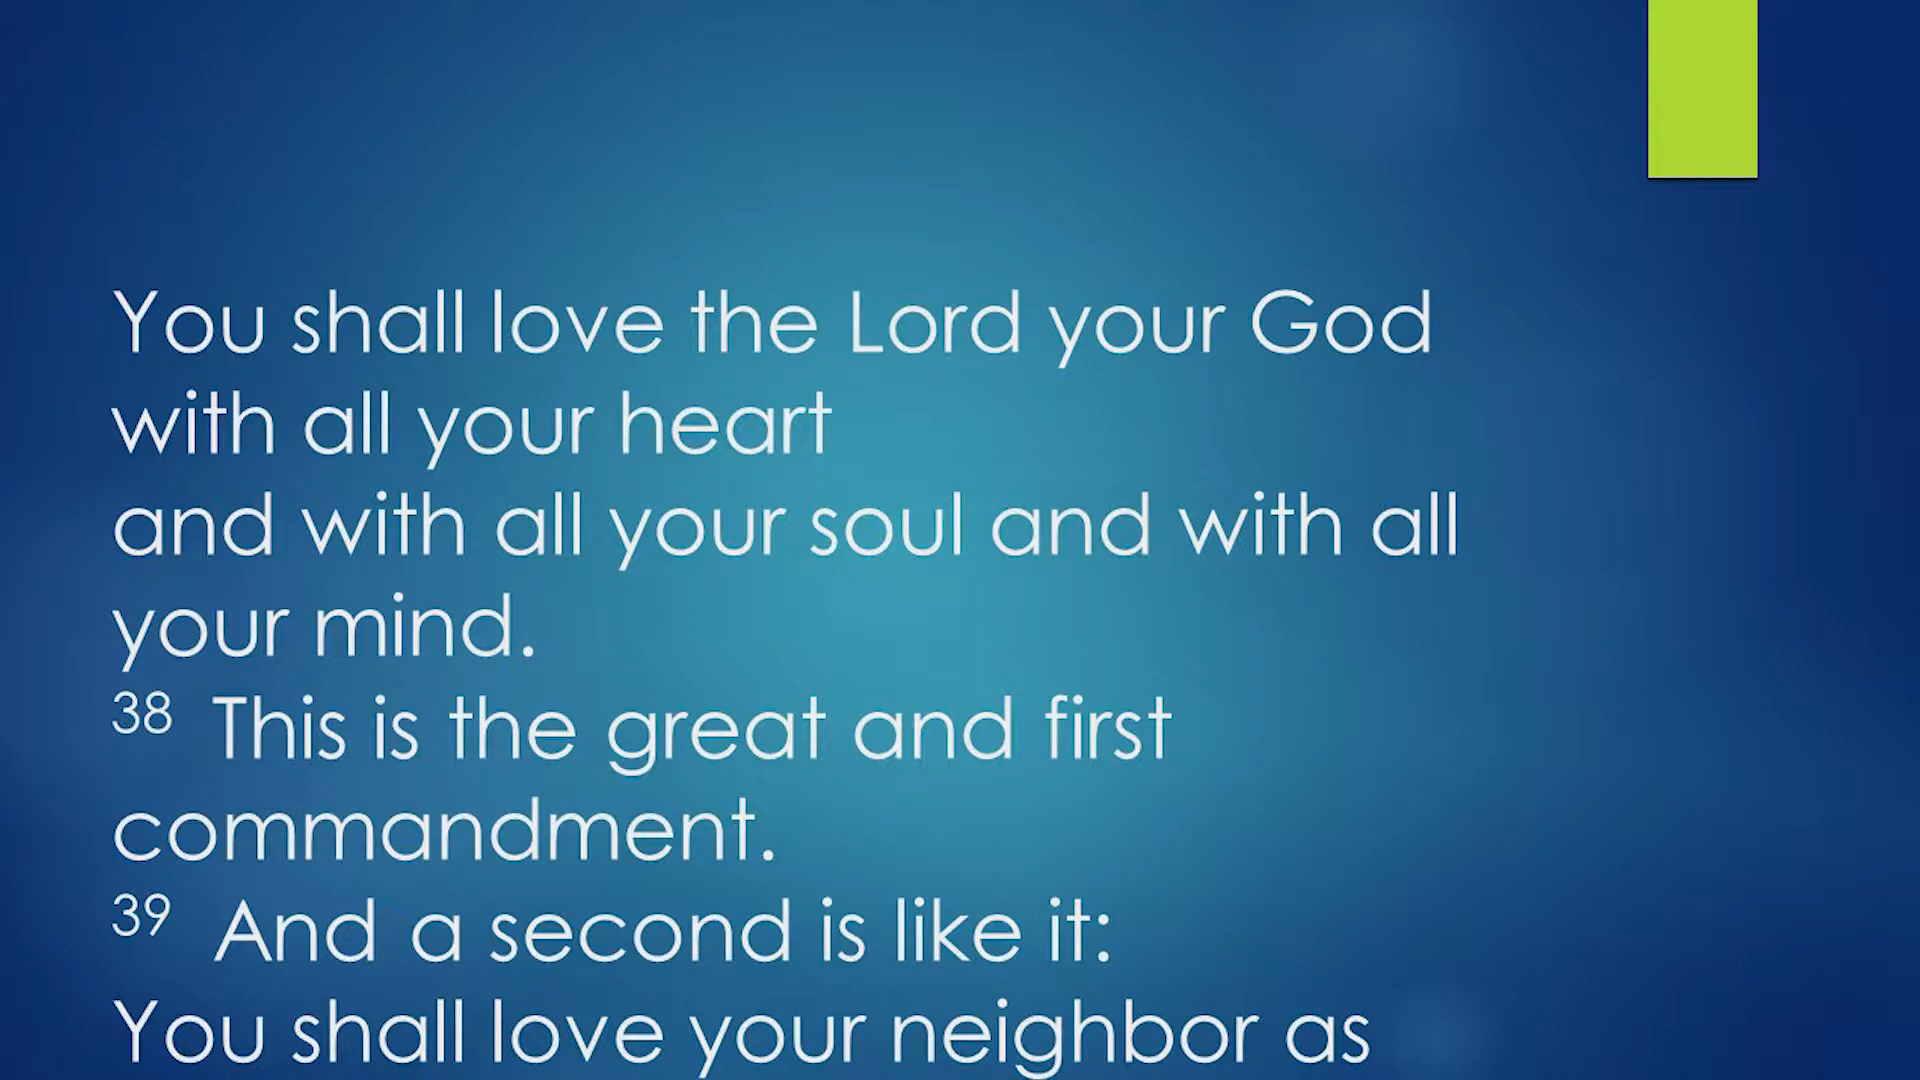 You shall love the Lord your God
with all your heart
and with all your soul and with all
your mind.
38 This is the great and first
commandment.
39 And a second is like it:
You shall love your neighbor as